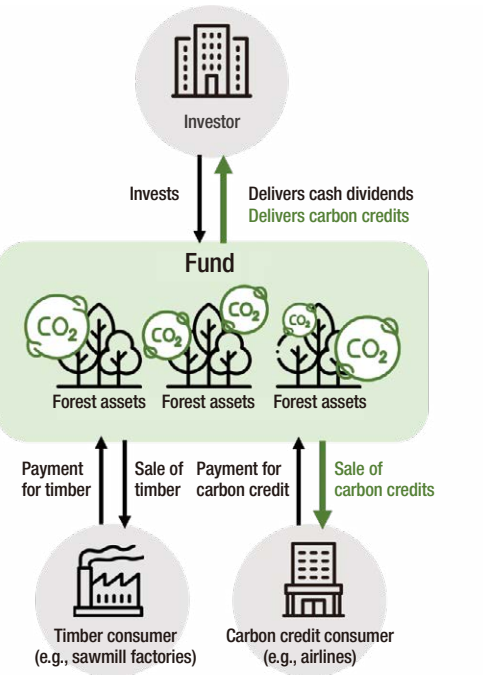 Investor
Invests
Delivers cash dividends
Delivers carbon credits
Fund
CO2
CO2
CO2
CO2
CO2
Forest assets
Forest assets
Forest assets
Payment
for timber
Sale of
timber
Payment for
carbon credit
Sale of
carbon credits
Timber consumer
(e.g., sawmill factories)
Carbon credit consumer
(e.g., airlines)